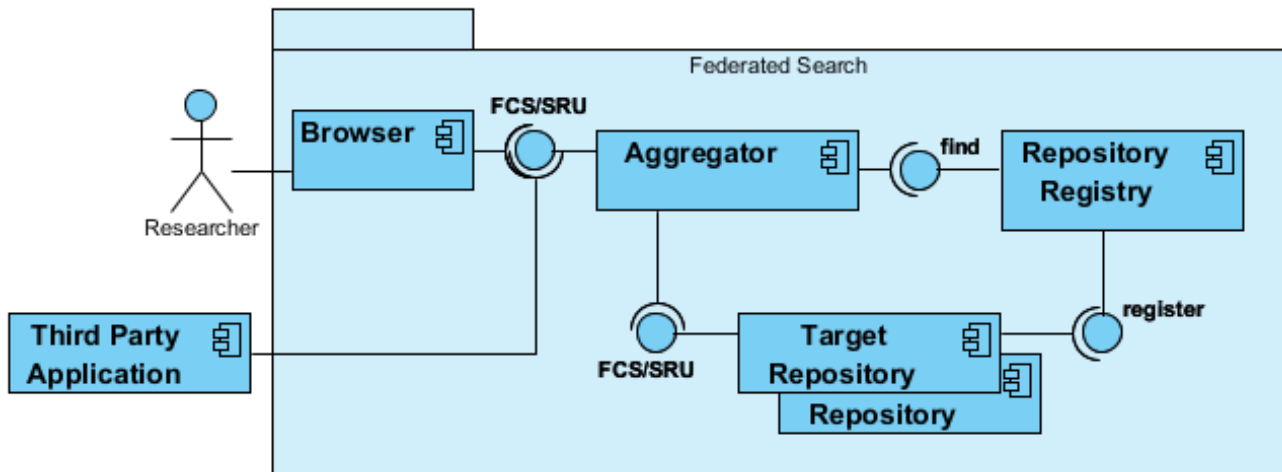 Federated Search
FCS/SRU
Browser
Aggregator
find
Repository
Registry
Researcher
Third Party
Application
register
FCS/SRU
Target
Repository
Repository